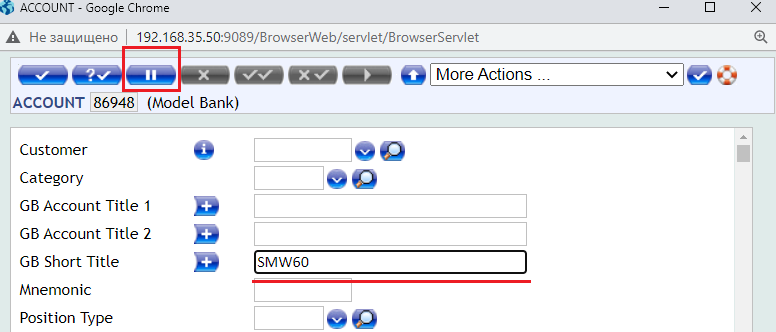 ACCOUNT - Google Chrome
Не защищено 192.168.35.50:9089/BrowserWeb/servlet/BrowserServlet
More Actions ...
ACCOUNT 86948 (Model Bank)
Customer
Category
GB Account Title 1
GB Account Title 2
GB Short Title SMW60
Mnemonic
Position Type